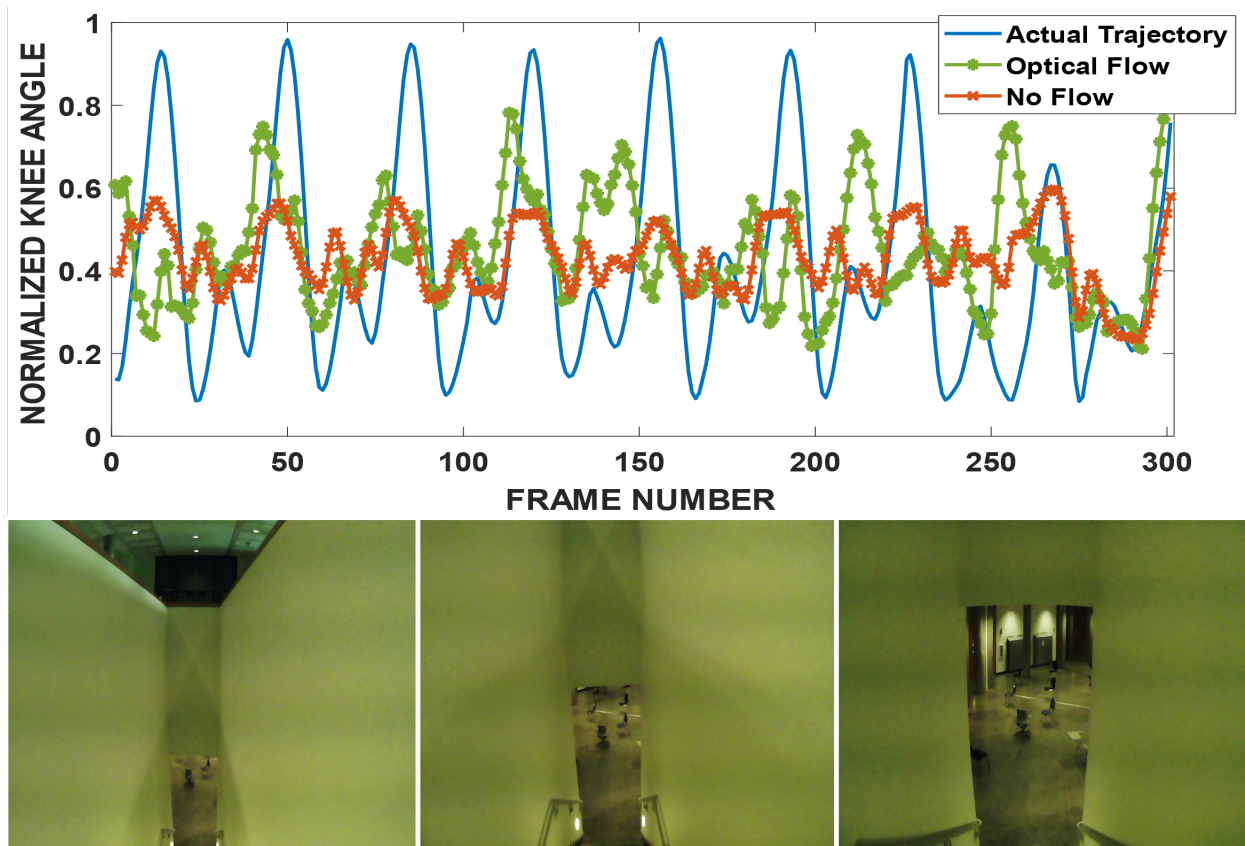 Actual Trajectory
Optical Flow
No Flow
NORMALIZED KNEE ANGLE
1
0.8
0.6
0.4
0.2
0
0 50 100 150 200 250 300
FRAME NUMBER